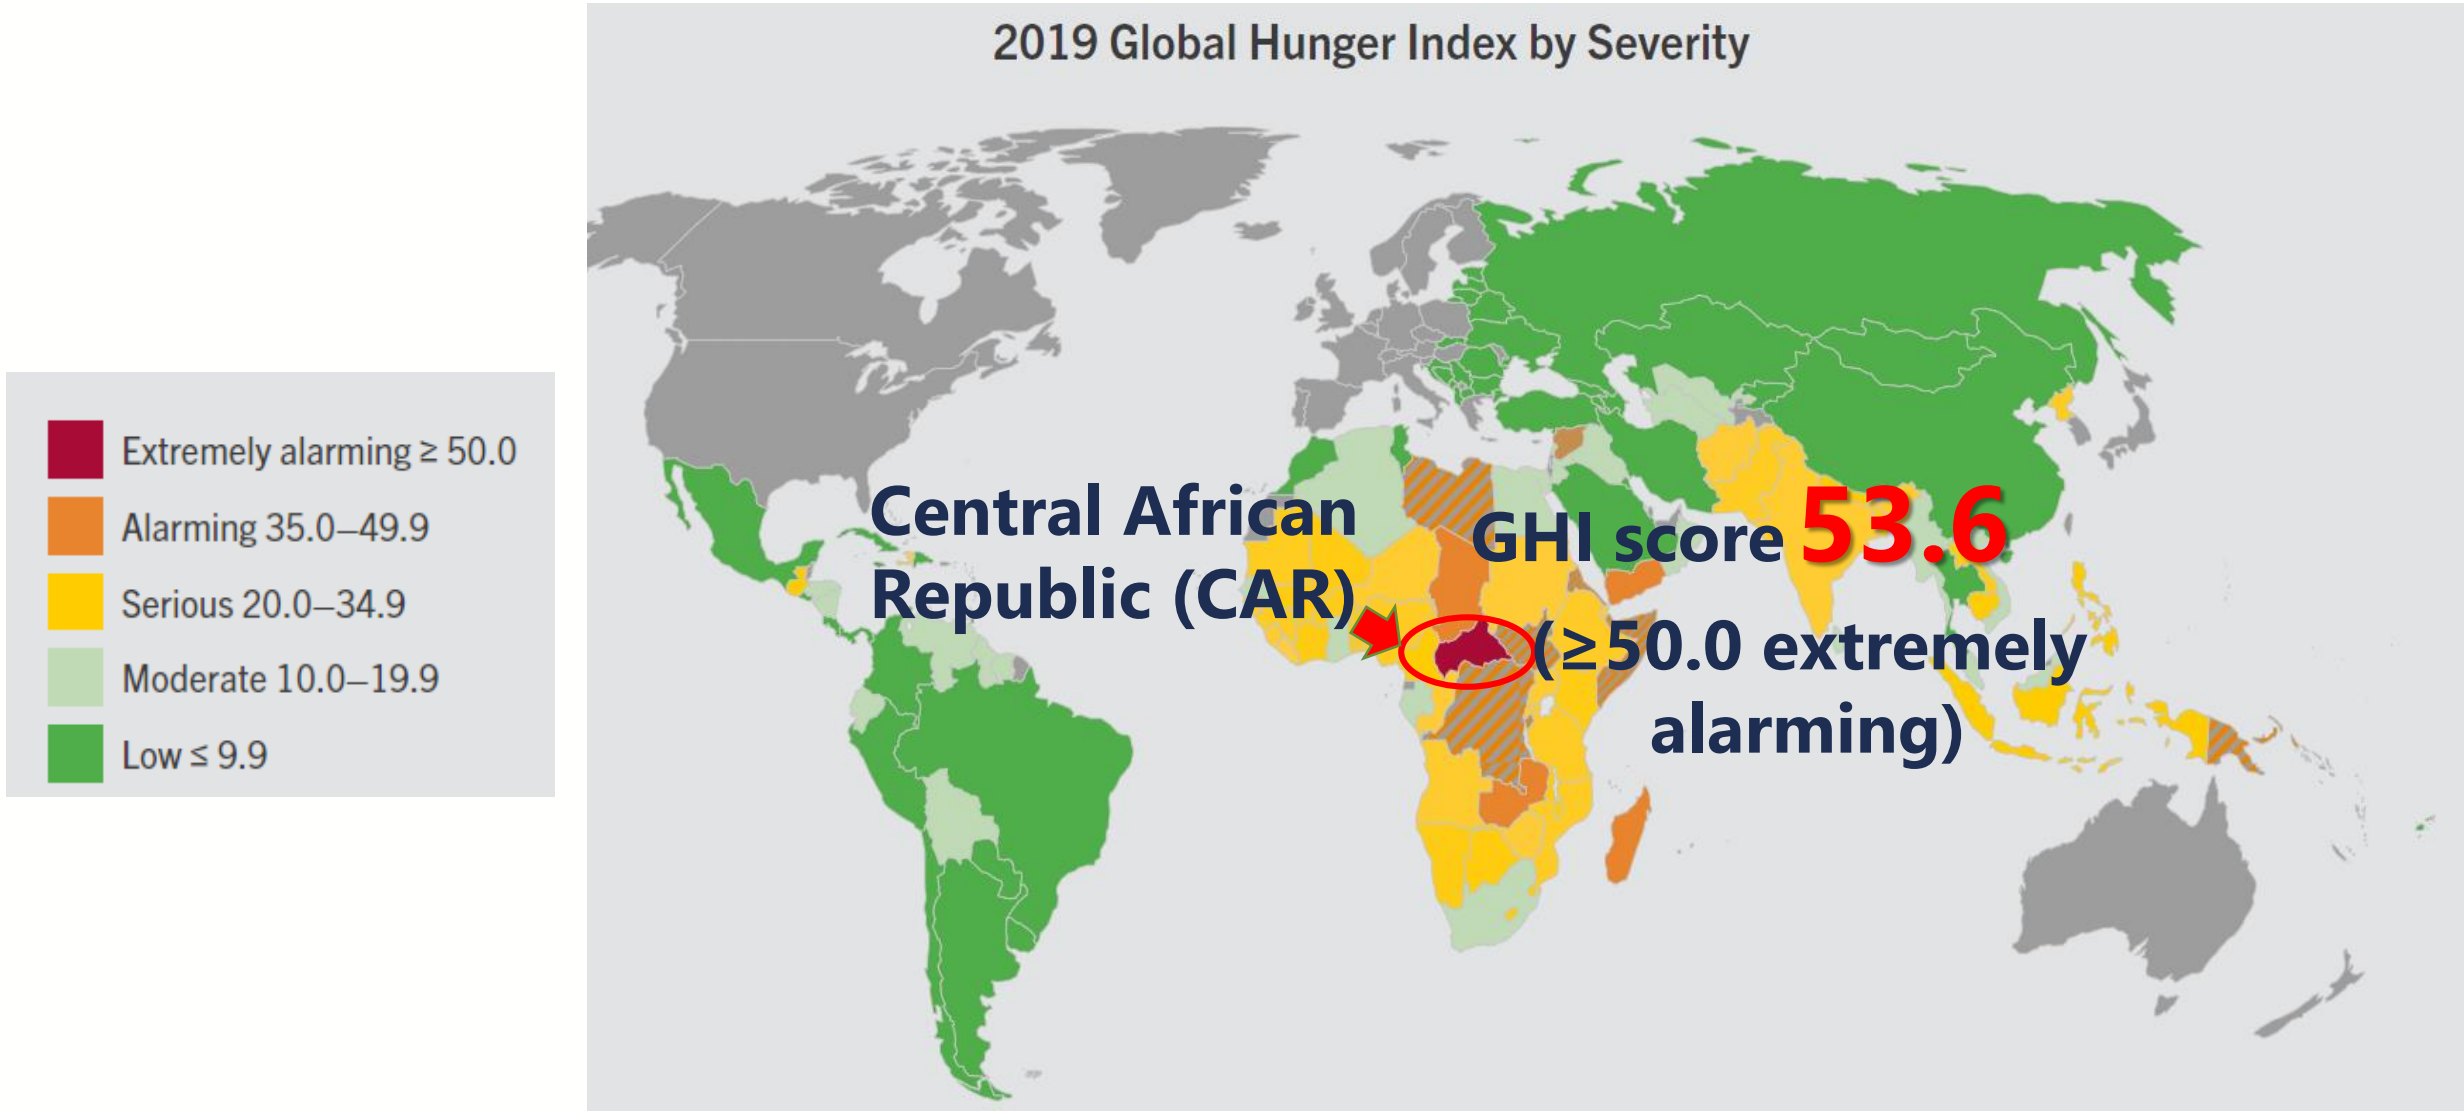 2019 Global Hunger Index by Severity
Extremely alarming ≥ 50.0
Alarming 35.0–49.9
Serious 20.0–34.9
Moderate 10.0–19.9
Low ≤ 9.9
Central African
Republic (CAR)
GHI score 53.6
(≥50.0 extremely
alarming)